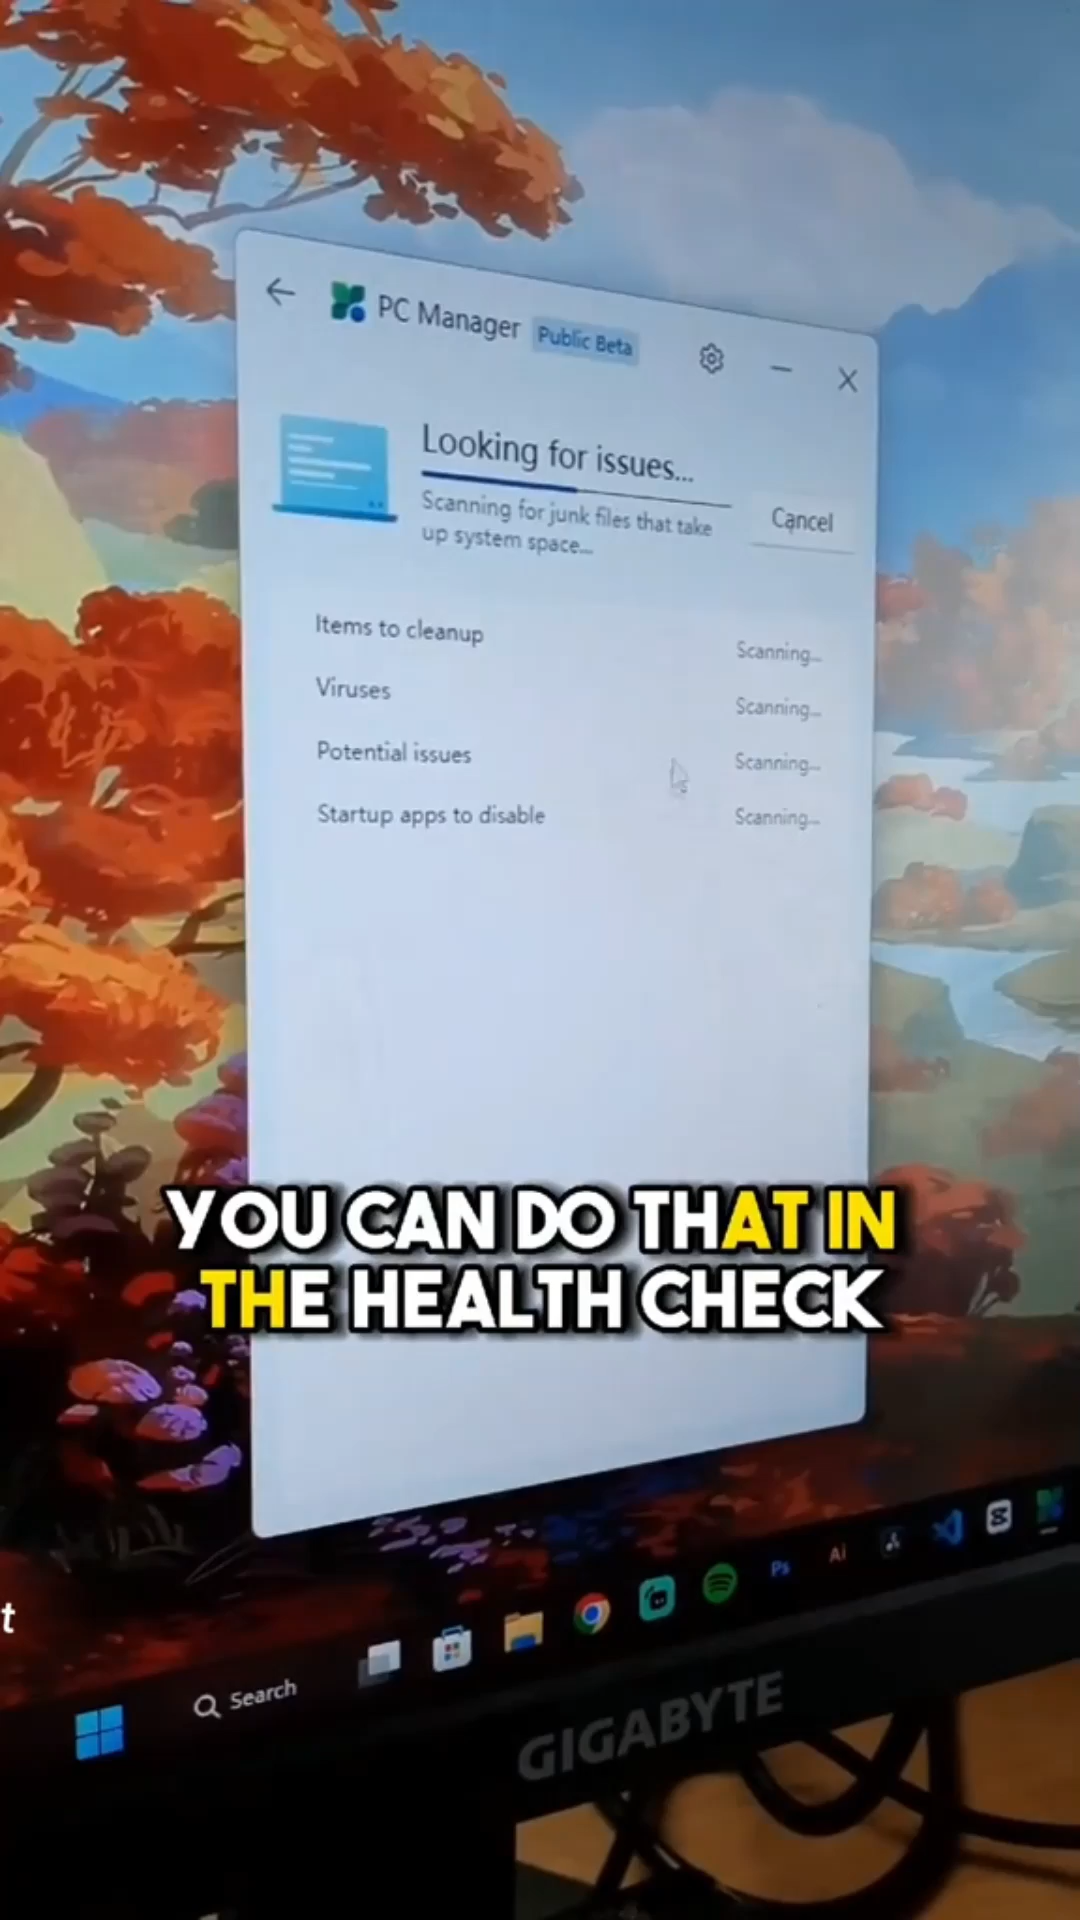 PC Manager Public Beta
Looking for issues...
Scanning for junk files that take
up system space...
Cancel
Items to cleanup
Scanning...
Viruses
Scanning...
Potential issues
Scanning...
Startup apps to disable
Scanning...
YOU CAN DO THAT IN
THE HEALTH CHECK
t
Ps
Ai
Search
GIGABYTE